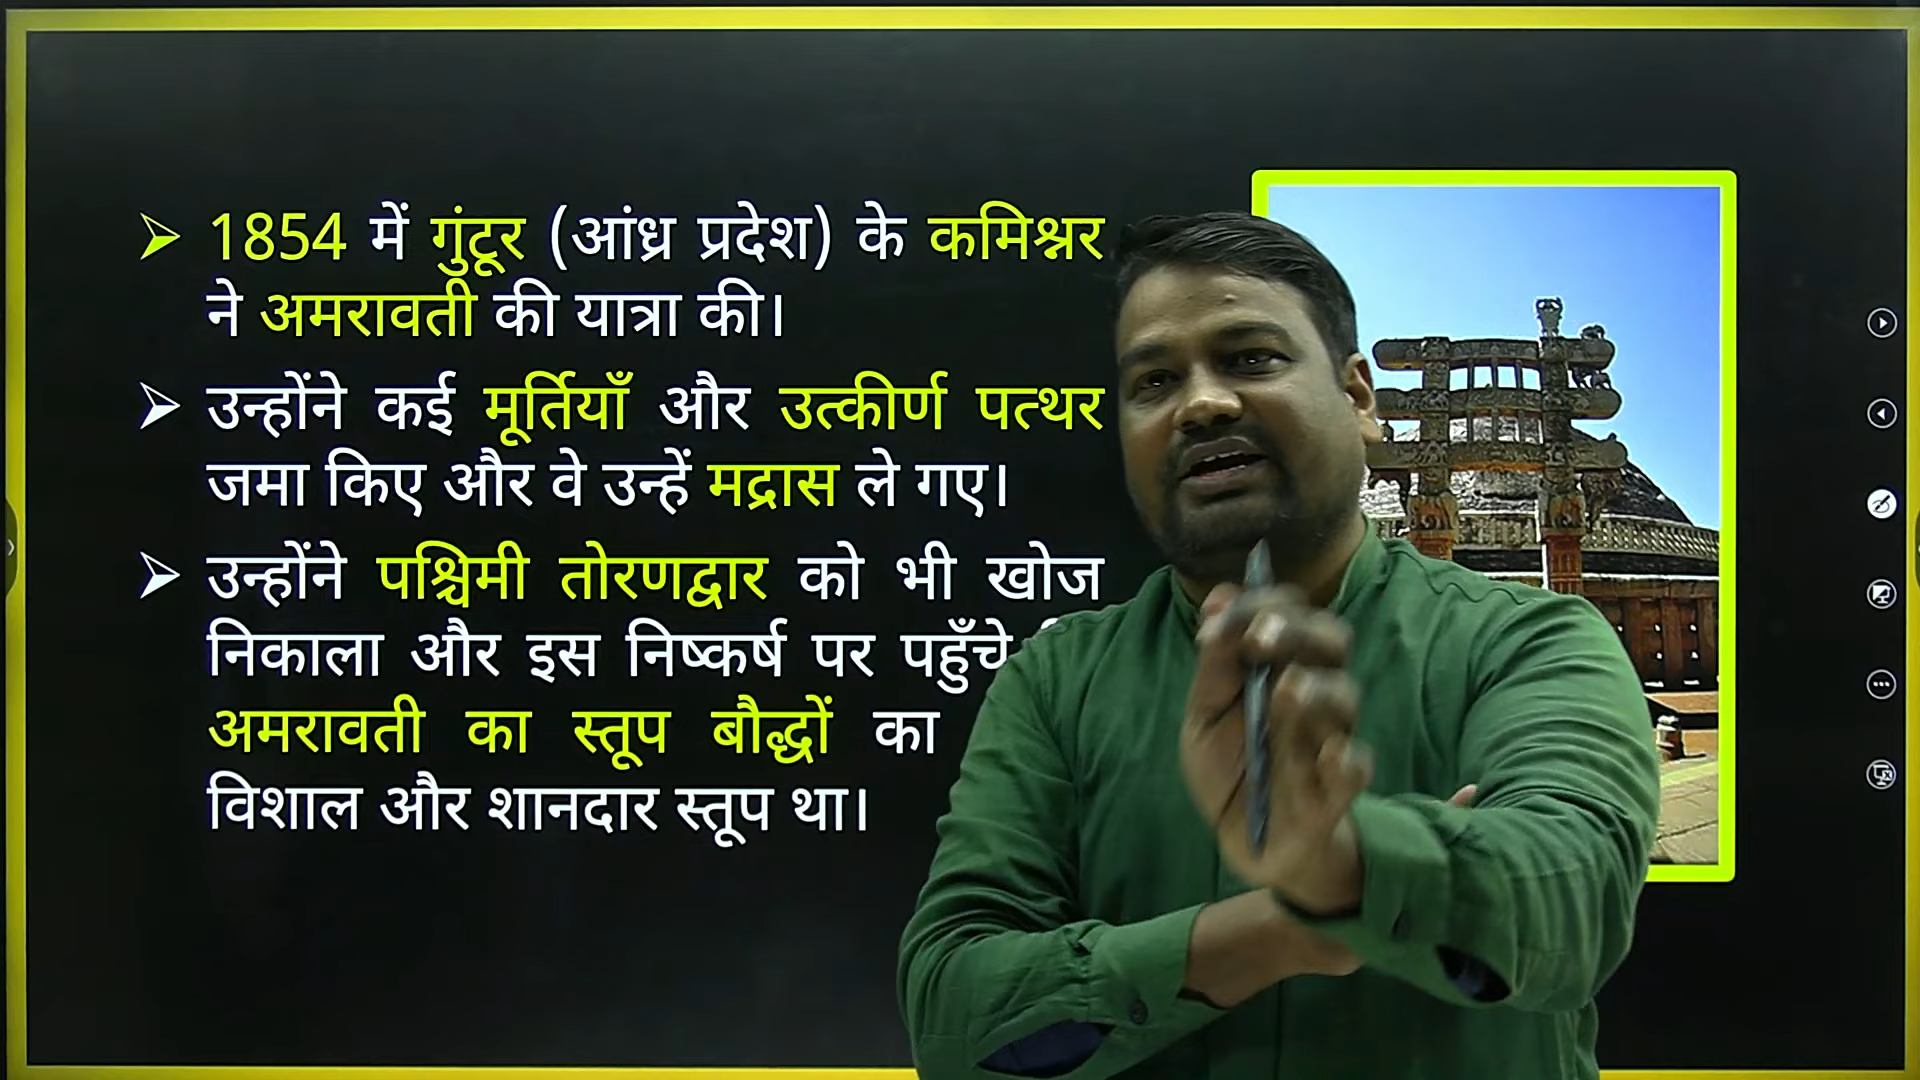 ➢ 1854 में गुंटूर (आंध्र प्रदेश) के कमिश्नर
ने अमरावती की यात्रा की।
➢ उन्होंने कई मूर्तियाँ और उत्कीर्ण पत्थर
जमा किए और वे उन्हें मद्रास ले गए।
➢ उन्होंने पश्चिमी तोरणद्वार को भी खोज
निकाला और इस निष्कर्ष पर पहुँचे
अमरावती का स्तूप बौद्धों का
विशाल और शानदार स्तूप था।